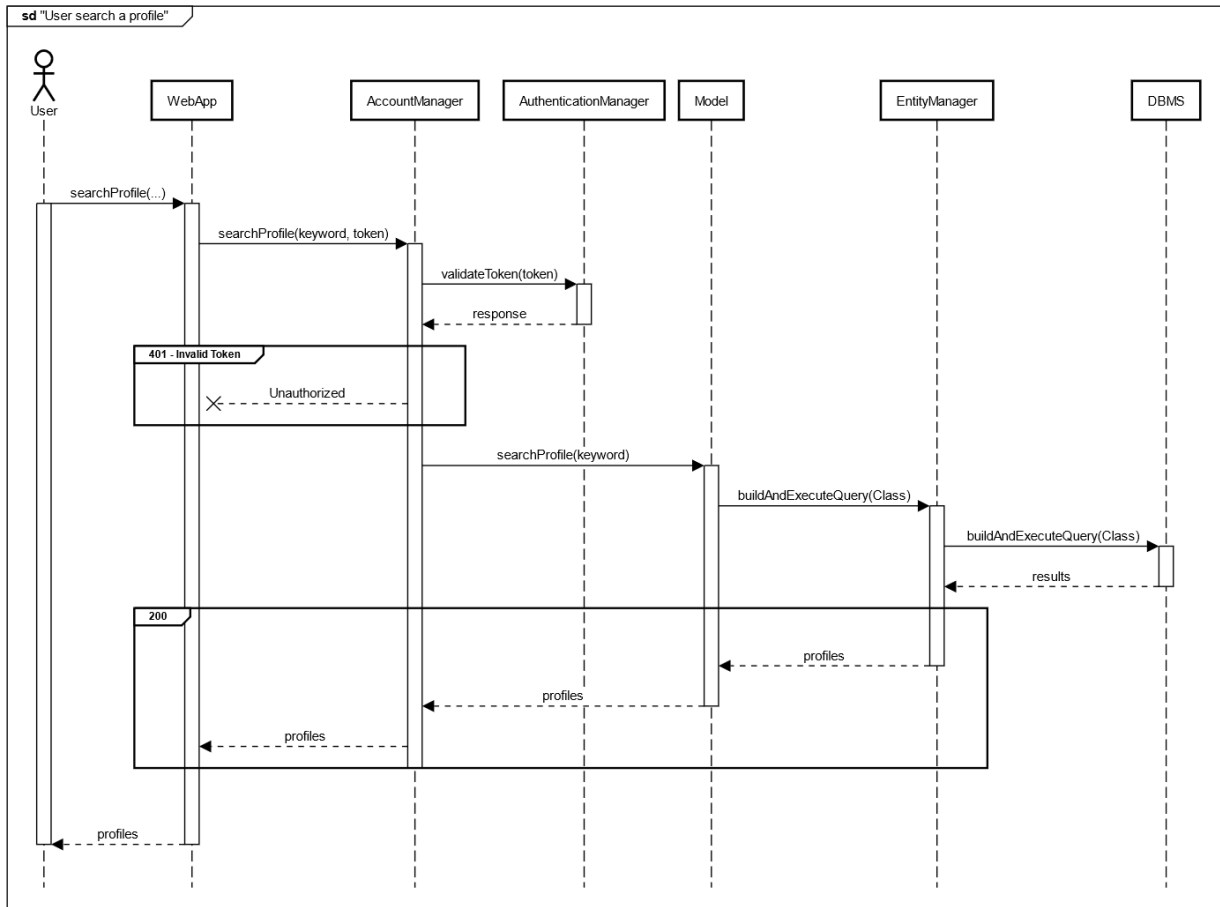 sd "User search a profile"
User
WebApp
AccountManager
AuthenticationManager
Model
EntityManager
DBMS
searchProfile(...)
searchProfile(keyword, token)
validateToken(token)
response
401 - Invalid Token
Unauthorized
searchProfile(keyword)
buildAndExecuteQuery(Class)
buildAndExecuteQuery(Class)
results
200
profiles
profiles
profiles
profiles